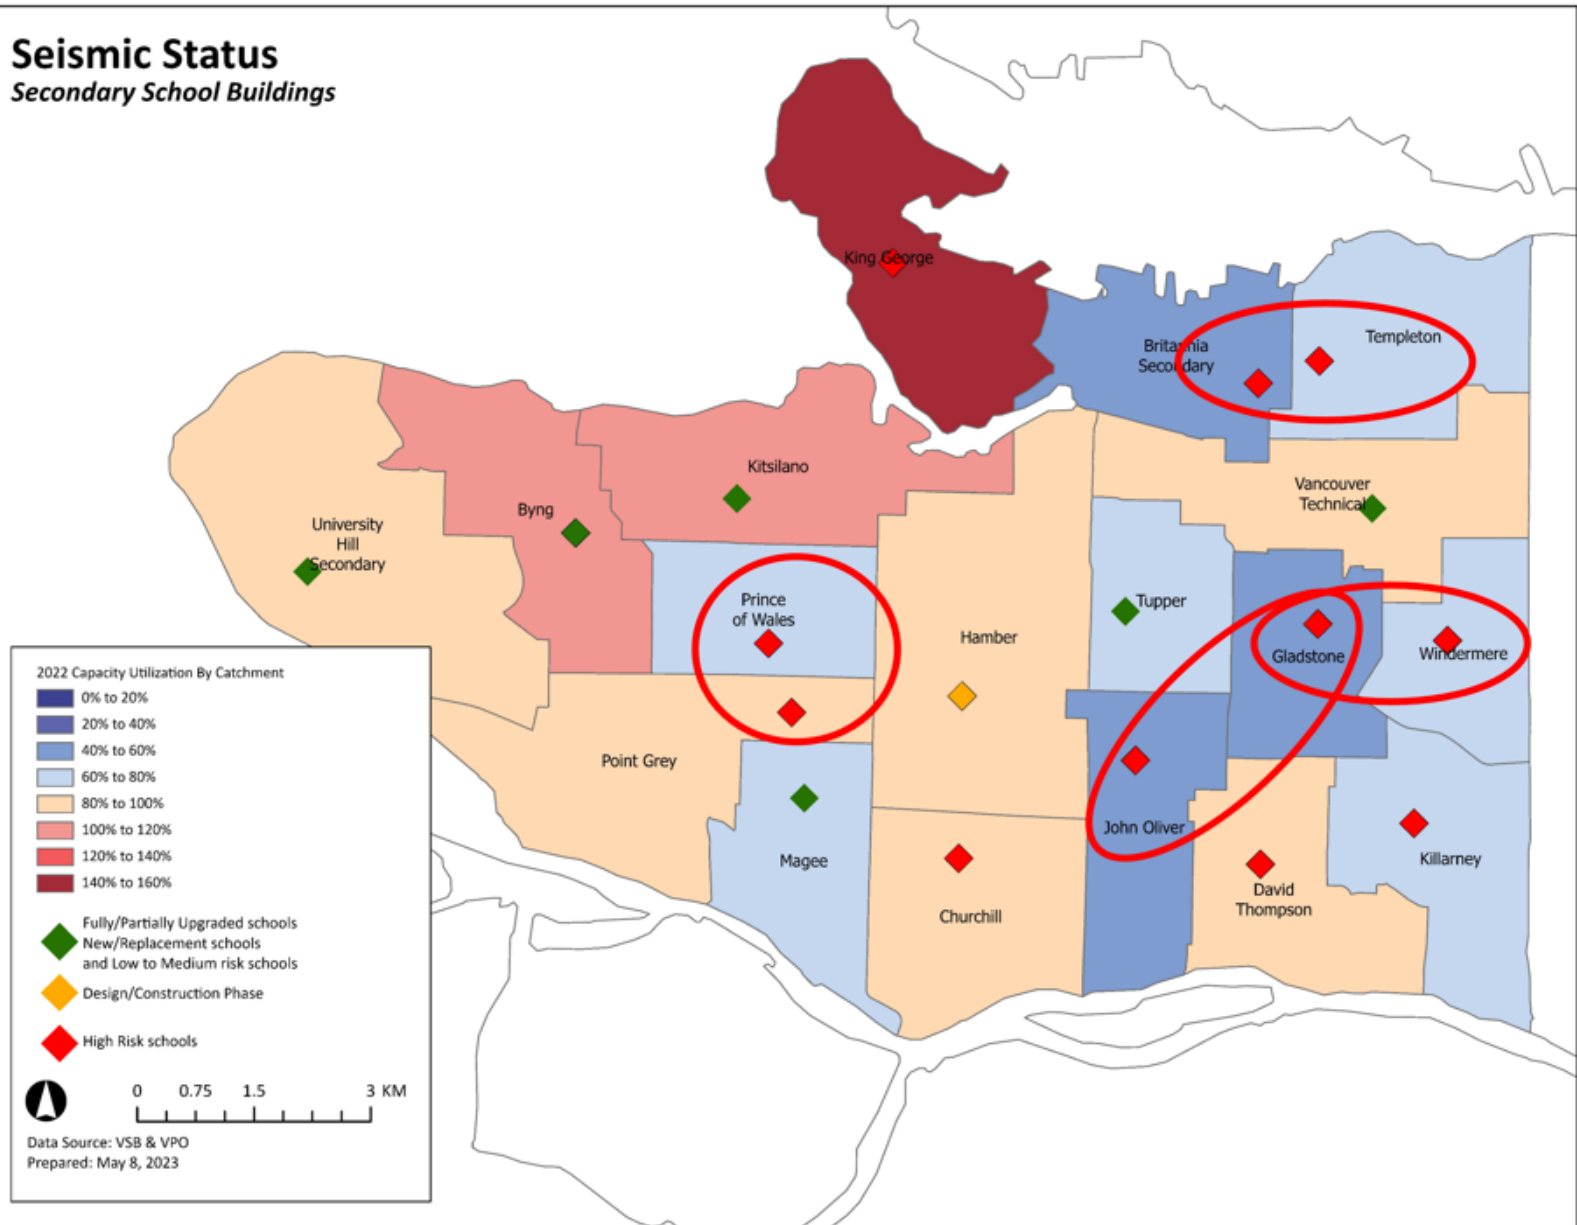 Seismic Status
Secondary School Buildings
King George
Britannia
Secondary
Templeton
Kitsilano
Byng
University
Hill
Secondary
Vancouver
Technical
Prince
of Wales
Tupper
Hamber
Gladstone
Windermere
Point Grey
John Oliver
Magee
Killarney
Churchill
David
Thompson
2022 Capacity Utilization By Catchment
0% to 20%
20% to 40%
40% to 60%
60% to 80%
80% to 100%
100% to 120%
120% to 140%
140% to 160%
Fully/Partially Upgraded schools
New/Replacement schools
and Low to Medium risk schools
Design/Construction Phase
High Risk schools
0 0.75 1.5 3 KM
Data Source: VSB & VPO
Prepared: May 8, 2023